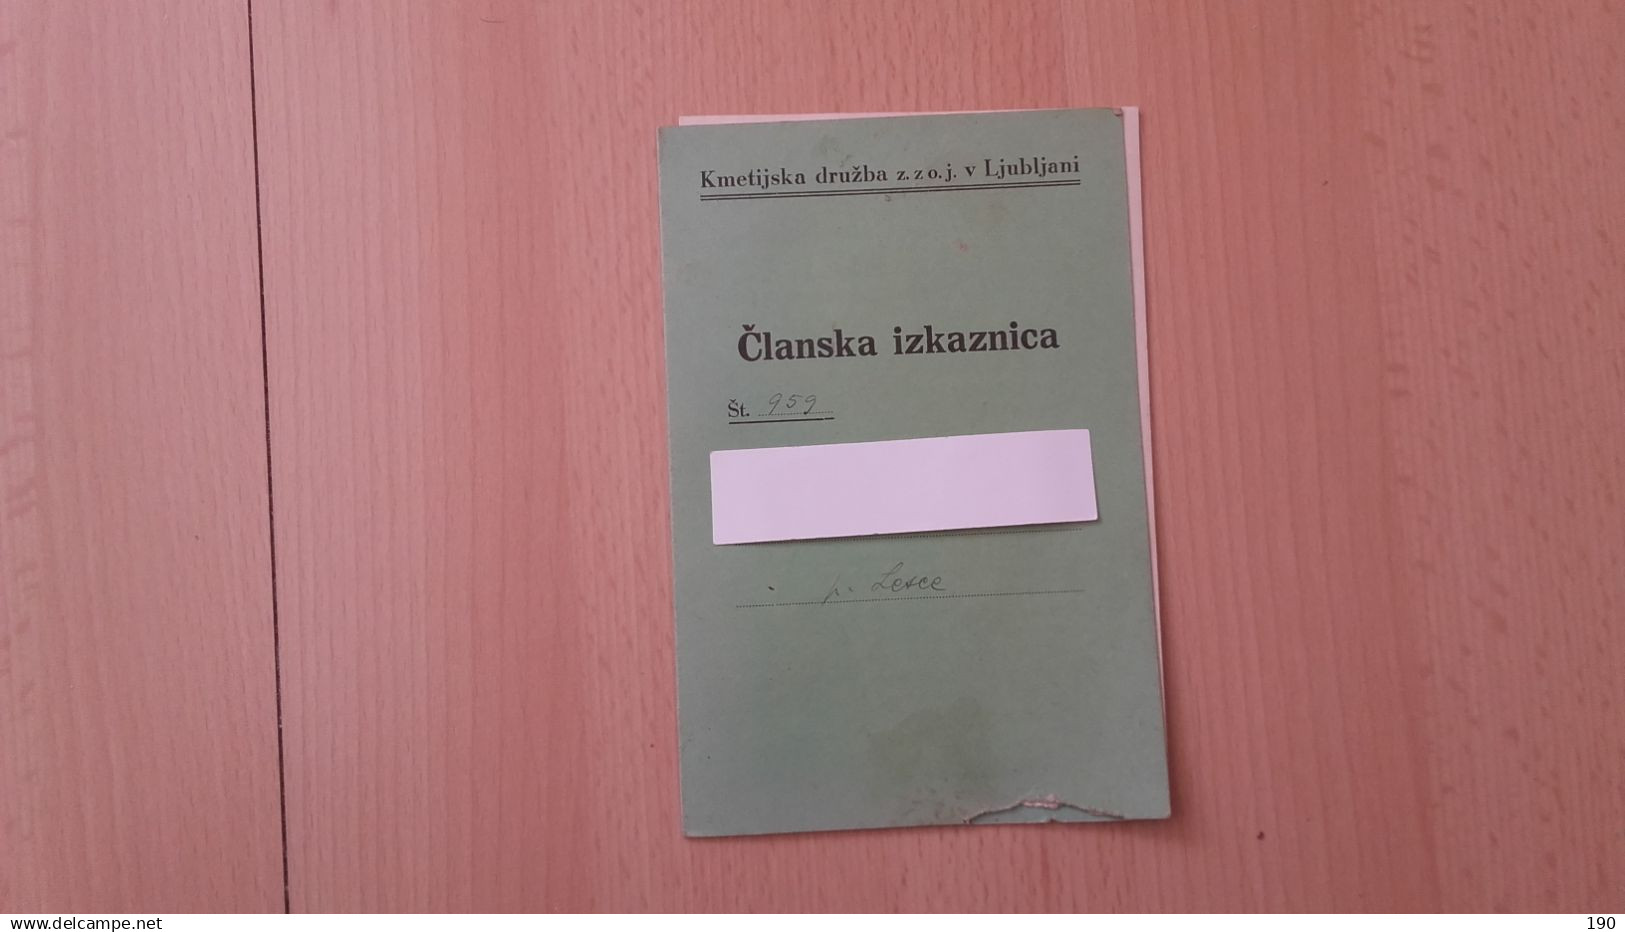 Kmetijska družba z. z o. j. v Ljubljani
Članska izkaznica
Št. 959
p. Lesce
www.delcampe.net
190